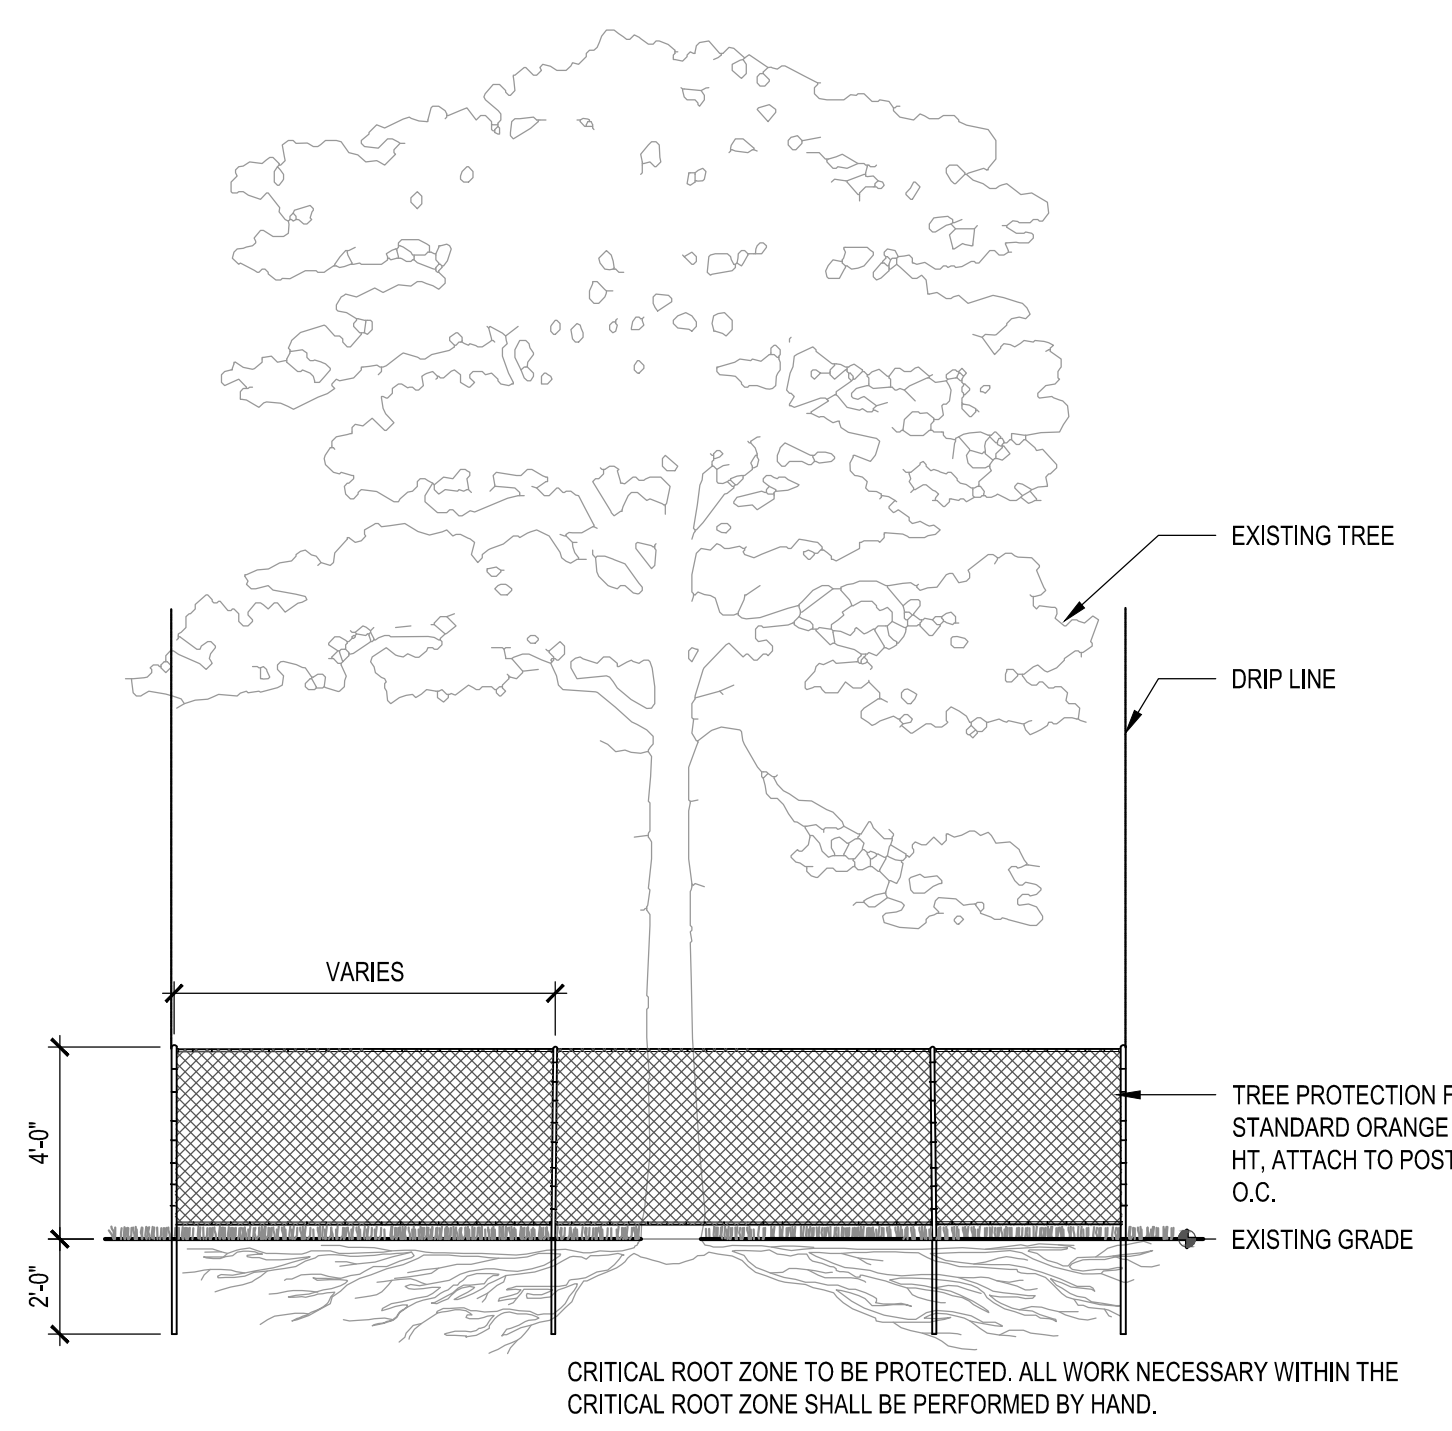 EXISTING TREE
DRIP LINE
VARIES
4'-0"
TREE PROTECTION
STANDARD ORANGE
HT, ATTACH TO POST
O.C.
EXISTING GRADE
2'-0"
CRITICAL ROOT ZONE TO BE PROTECTED. ALL WORK NECESSARY WITHIN THE
CRITICAL ROOT ZONE SHALL BE PERFORMED BY HAND.